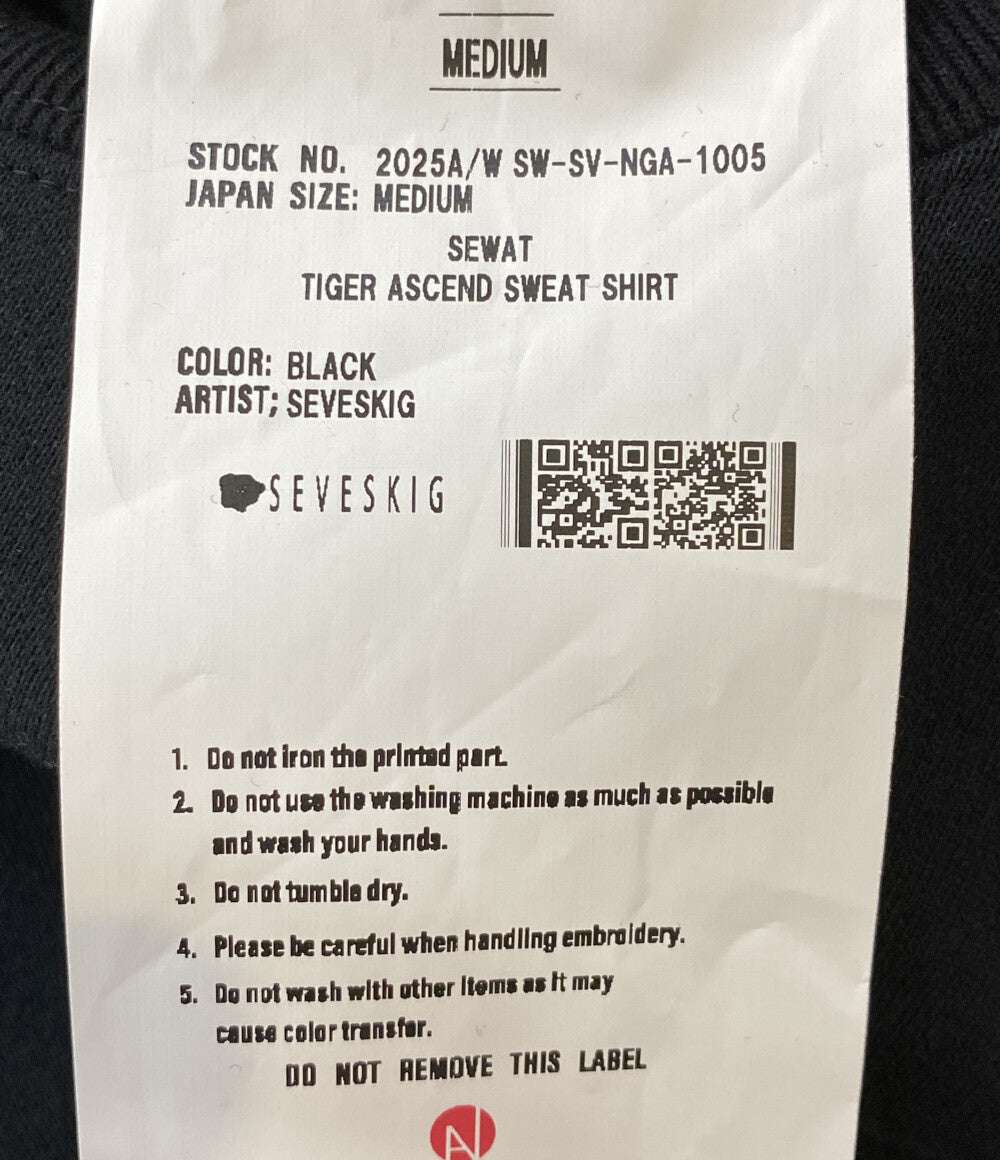 MEDIUM
STOCK NO. 2025A/W SW-SV-NGA-1005
JAPAN SIZE: MEDIUM
SEWAT
TIGER ASCEND SWEAT SHIRT
COLOR: BLACK
ARTIST; SEVESKIG
SEVESKIG
1. Do not iron the printed part.
2. Do not use the washing machine as much as possible
and wash your hands.
3. Do not tumble dry.
4. Please be careful when handling embroidery.
5. Do not wash with other items as it may
cause color transfer.
DO NOT REMOVE THIS LABEL